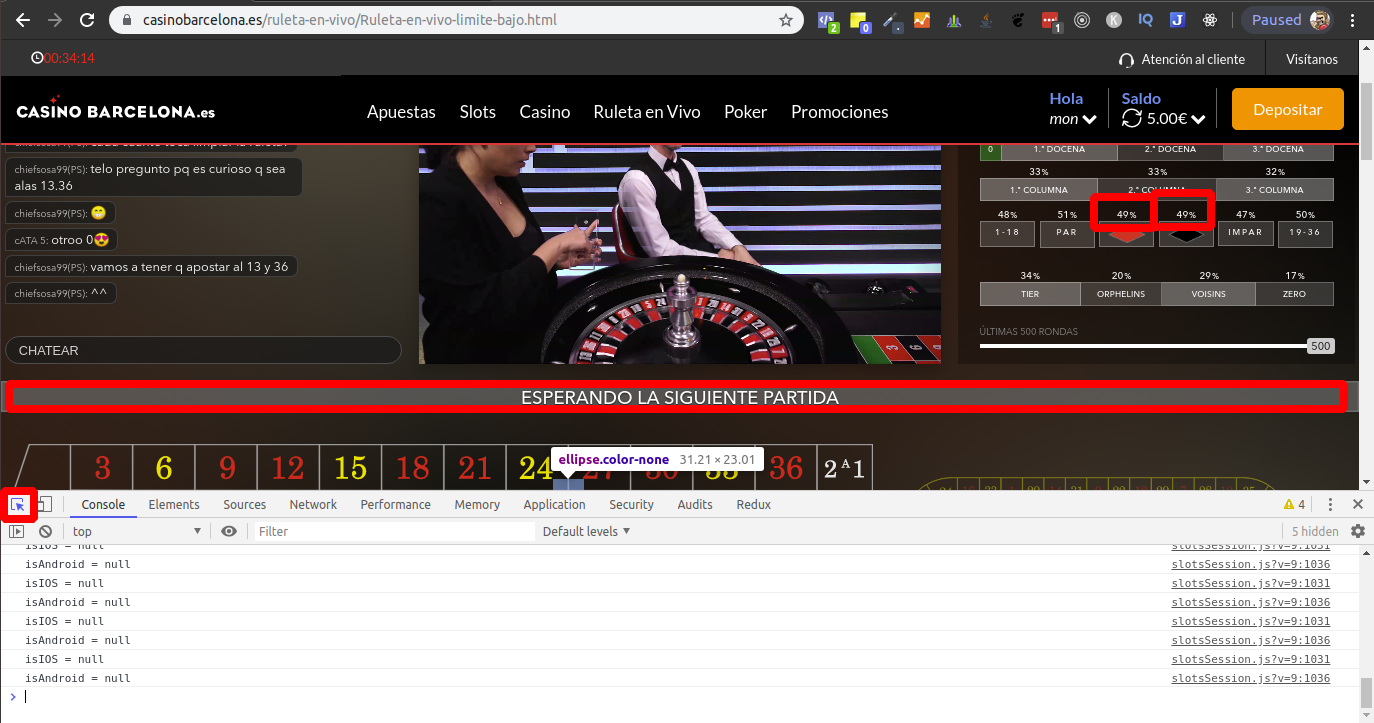 casinobarcelona.es/ruleta-en-vivo/Ruleta-en-vivo-limite-bajo.html
2
0
1
K
IQ
J
Paused
00:34:14
Atención al cliente
Visítanos
CASINO BARCELONA.es
Apuestas
Slots
Casino
Ruleta en Vivo
Poker
Promociones
Hola
mon
Saldo
5.00€
Depositar
chiefsosa99(PS): telo pregunto pq es curioso q sea
alas 13.36
chiefsosa99(PS): 😁
cATA 5: otroo 0😍
chiefsosa99(PS): vamos a tener q apostar al 13 y 36
chiefsosa99(PS): ^^
CHATEAR
0 1.ª DOCENA 2.ª DOCENA 3.ª DOCENA
33% 33% 32%
1.ª COLUMNA 2.ª COLUMNA 3.ª COLUMNA
48% 51% 49% 49% 47% 50%
1-18 PAR IMPAR 19-36
34% 20% 29% 17%
TIER ORPHELINS VOISINS ZERO
ÚLTIMAS 500 RONDAS
500
ESPERANDO LA SIGUIENTE PARTIDA
3 6 9 12 15 18 21 24 27 30 33 36 2A1
ellipse.color-none 31.21 × 23.01
Console Elements Sources Network Performance Memory Application Security Audits Redux
4
top
Filter
Default levels ▼
5 hidden
isIOS = null slotsSession.js?v=9:1031
isAndroid = null slotsSession.js?v=9:1036
isIOS = null slotsSession.js?v=9:1031
isAndroid = null slotsSession.js?v=9:1036
isIOS = null slotsSession.js?v=9:1031
isAndroid = null slotsSession.js?v=9:1036
isIOS = null slotsSession.js?v=9:1031
isAndroid = null slotsSession.js?v=9:1036